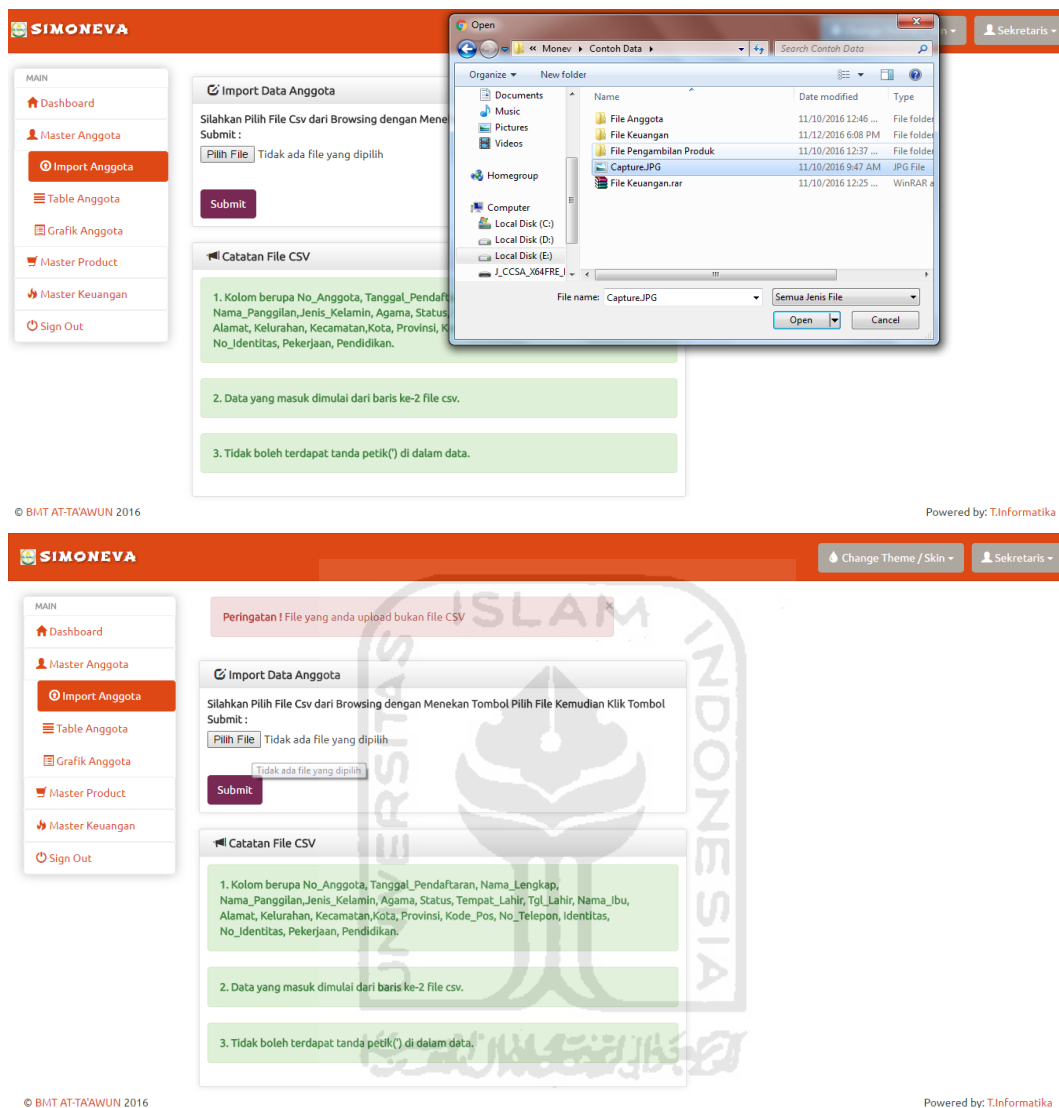 SIMONEVA
n
Sekretaris
MAIN
Dashboard
Master Anggota
Import Anggota
Table Anggota
Grafik Anggota
Master Product
Master Keuangan
Sign Out
Import Data Anggota
Silahkan Pilih File Csv dari Browsing dengan Mene
Submit :
Pilih File Tidak ada file yang dipilih
Submit
Catatan File CSV
1. Kolom berupa No_Anggota, Tanggal_Pendaft
Nama_Panggilan,Jenis_Kelamin, Agama, Status,
Alamat, Kelurahan, Kecamatan,Kota, Provinsi, K
No_Identitas, Pekerjaan, Pendidikan.
2. Data yang masuk dimulai dari baris ke-2 file csv.
3. Tidak boleh terdapat tanda petik(') di dalam data.
Open
« Monev Contoh Data
Search Contoh Data
Organize New folder
Documents
Music
Pictures
Videos
Homegroup
Computer
Local Disk (C:)
Local Disk (D:)
Local Disk (E:)
J_CCSA_X64FRE_I
Name Date modified Type
File Anggota 11/10/2016 12:46 ... File folder
File Keuangan 11/12/2016 6:08 PM File folder
File Pengambilan Produk 11/10/2016 12:37 ... File folder
Capture.JPG 11/10/2016 9:47 AM JPG File
File Keuangan.rar 11/10/2016 12:25 ... WinRAR a
File name: Capture.JPG Semua Jenis File
Open Cancel
© BMT AT-TA'AWUN 2016
Powered by: T.Informatika
SIMONEVA
Change Theme / Skin
Sekretaris
MAIN
Dashboard
Master Anggota
Import Anggota
Table Anggota
Grafik Anggota
Master Product
Master Keuangan
Sign Out
Peringatan ! File yang anda upload bukan file CSV ×
Import Data Anggota
Silahkan Pilih File Csv dari Browsing dengan Menekan Tombol Pilih File Kemudian Klik Tombol
Submit :
Pilih File Tidak ada file yang dipilih
Tidak ada file yang dipilih
Submit
Catatan File CSV
1. Kolom berupa No_Anggota, Tanggal_Pendaftaran, Nama_Lengkap,
Nama_Panggilan,Jenis_Kelamin, Agama, Status, Tempat_Lahir, Tgl_Lahir, Nama_Ibu,
Alamat, Kelurahan, Kecamatan,Kota, Provinsi, Kode_Pos, No_Telepon, Identitas,
No_Identitas, Pekerjaan, Pendidikan.
2. Data yang masuk dimulai dari baris ke-2 file csv.
3. Tidak boleh terdapat tanda petik(') di dalam data.
© BMT AT-TA'AWUN 2016
Powered by: T.Informatika
UNIVERSITAS
ISLAM
INDONESIA